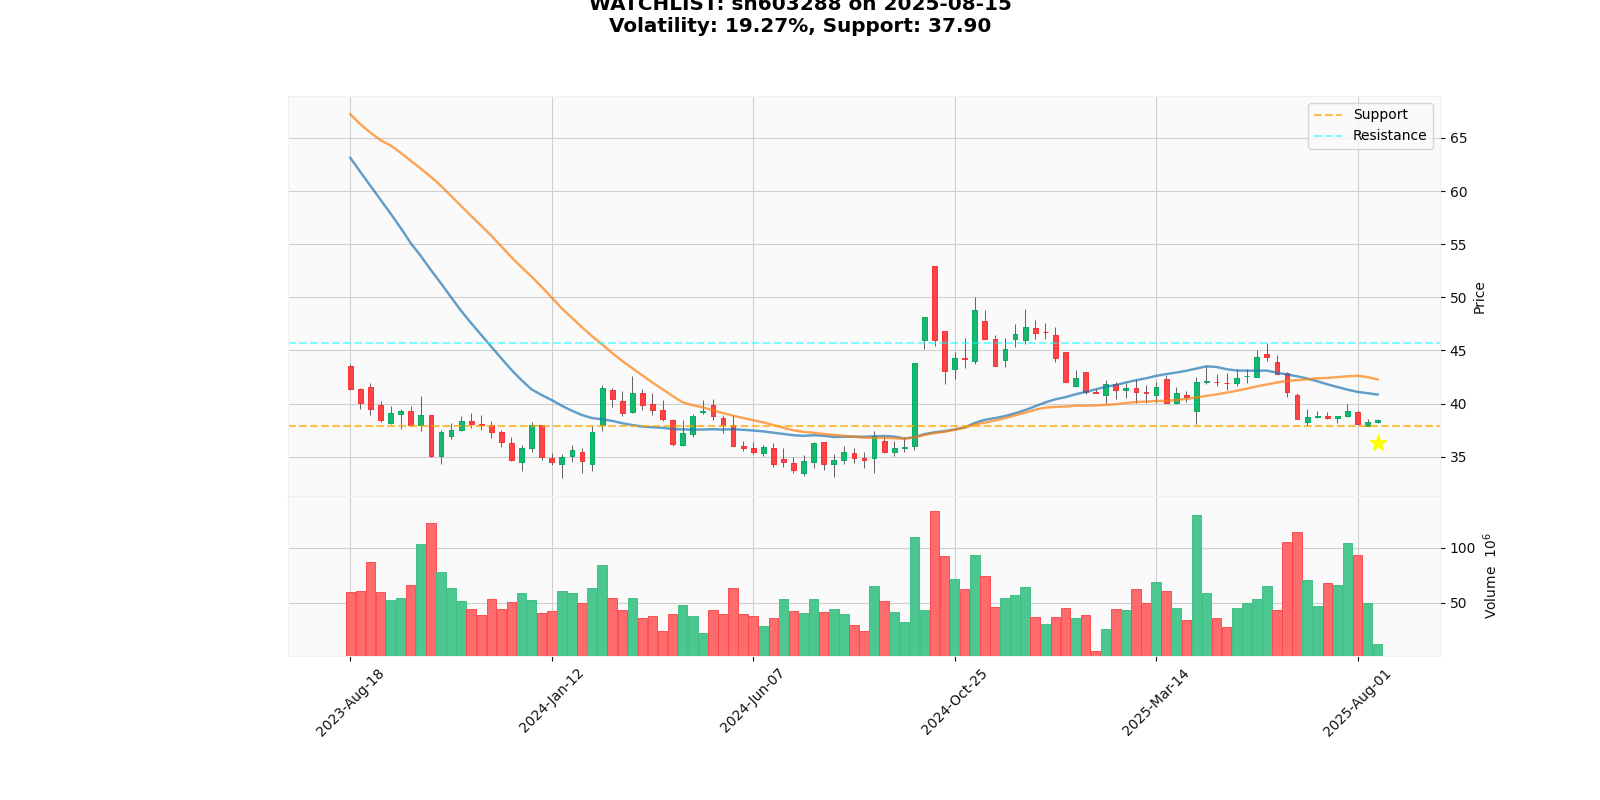 WATCHLIST: sh603288 on 2025-08-15
Volatility: 19.27%, Support: 37.90
Support
Resistance
65
60
55
50
45
40
35
Price
100
50
Volume 10⁶
2023-Aug-18
2024-Jan-12
2024-Jun-07
2024-Oct-25
2025-Mar-14
2025-Aug-01